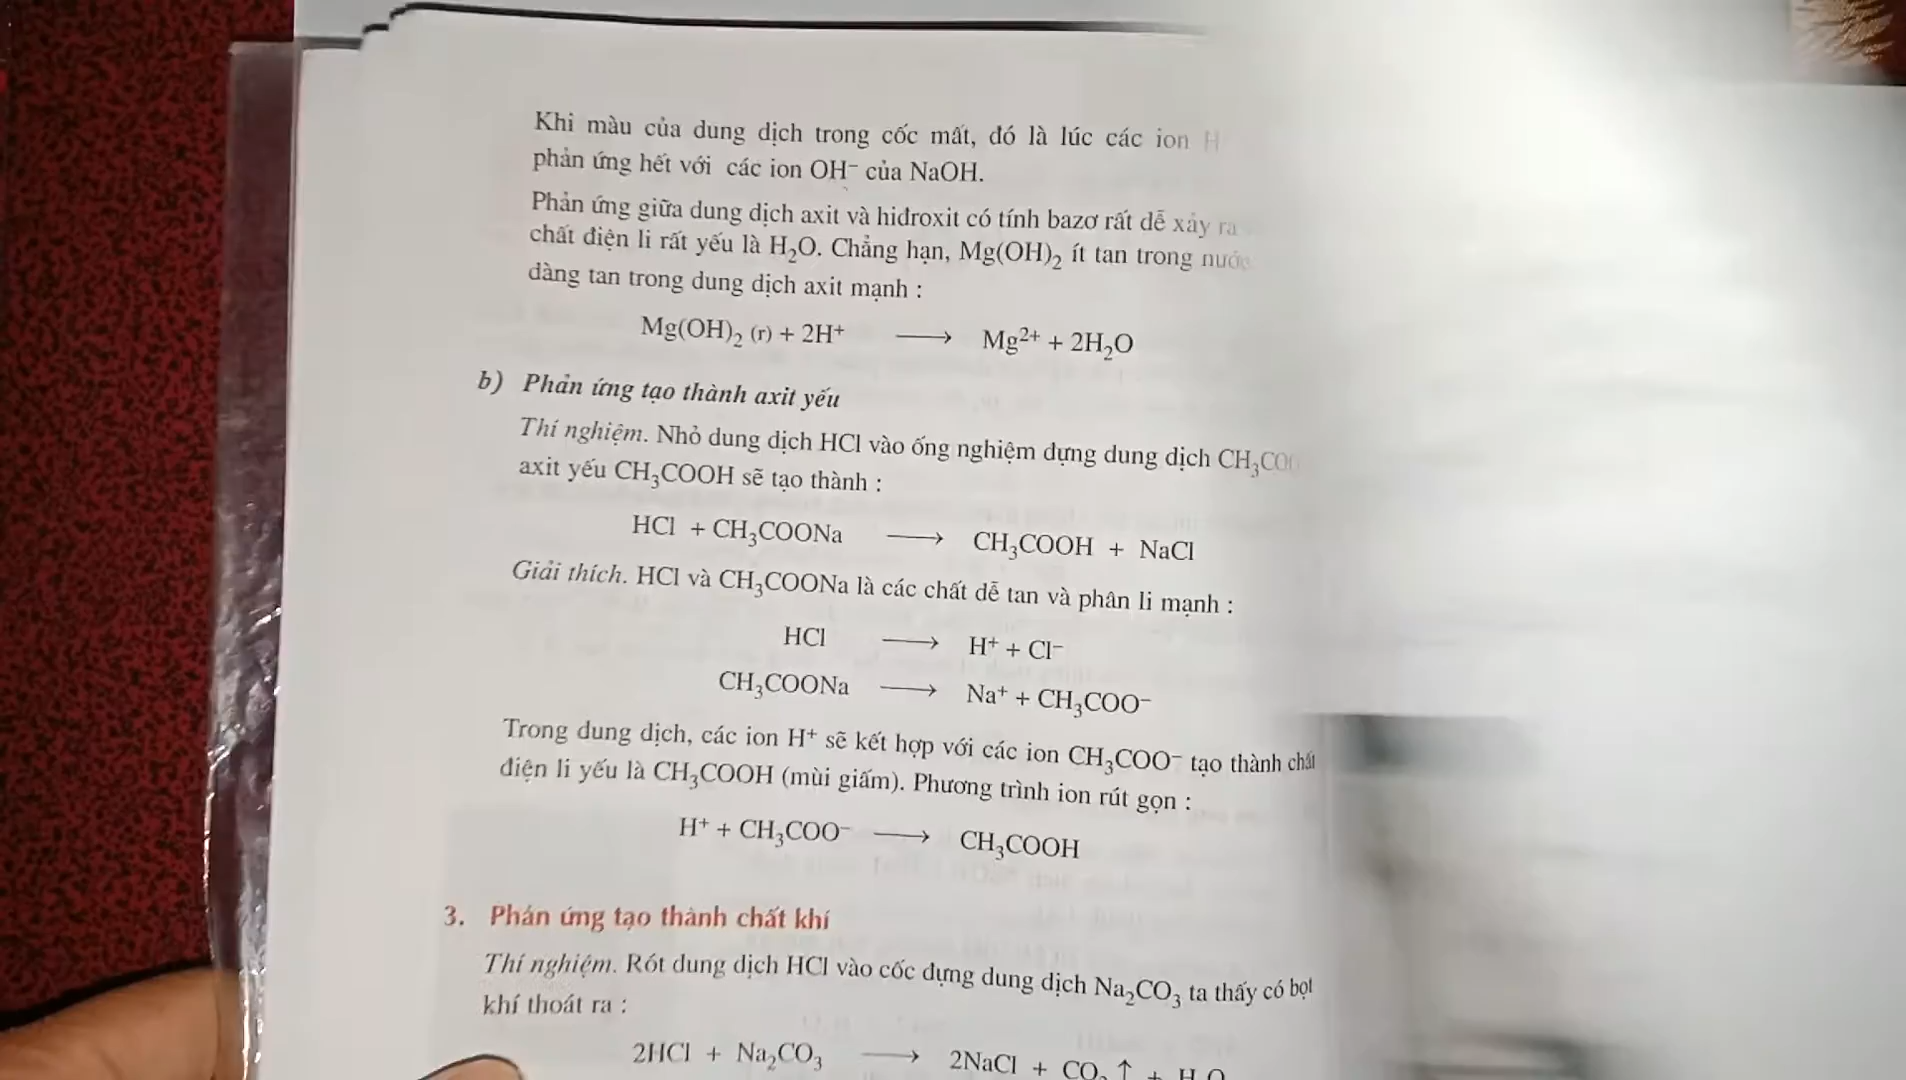 Khi màu của dung dịch trong cốc mất, đó là lúc các ion H
phản ứng hết với các ion OH⁻ của NaOH.
Phản ứng giữa dung dịch axit và hiđroxit có tính bazơ rất dễ xảy ra
chất điện li rất yếu là H₂O. Chẳng hạn, Mg(OH)₂ ít tan trong nước
dàng tan trong dung dịch axit mạnh :
Mg(OH)₂ (r) + 2H⁺ ⟶ Mg²⁺ + 2H₂O
b) Phản ứng tạo thành axit yếu
Thí nghiệm. Nhỏ dung dịch HCl vào ống nghiệm đựng dung dịch CH₃CO
axit yếu CH₃COOH sẽ tạo thành :
HCl + CH₃COONa ⟶ CH₃COOH + NaCl
Giải thích. HCl và CH₃COONa là các chất dễ tan và phân li mạnh :
HCl ⟶ H⁺ + Cl⁻
CH₃COONa ⟶ Na⁺ + CH₃COO⁻
Trong dung dịch, các ion H⁺ sẽ kết hợp với các ion CH₃COO⁻ tạo thành chất
điện li yếu là CH₃COOH (mùi giấm). Phương trình ion rút gọn :
H⁺ + CH₃COO⁻ ⟶ CH₃COOH
3. Phản ứng tạo thành chất khí
Thí nghiệm. Rót dung dịch HCl vào cốc đựng dung dịch Na₂CO₃ ta thấy có bọt
khí thoát ra :
2HCl + Na₂CO₃ ⟶ 2NaCl + CO₂ ↑ + H₂O